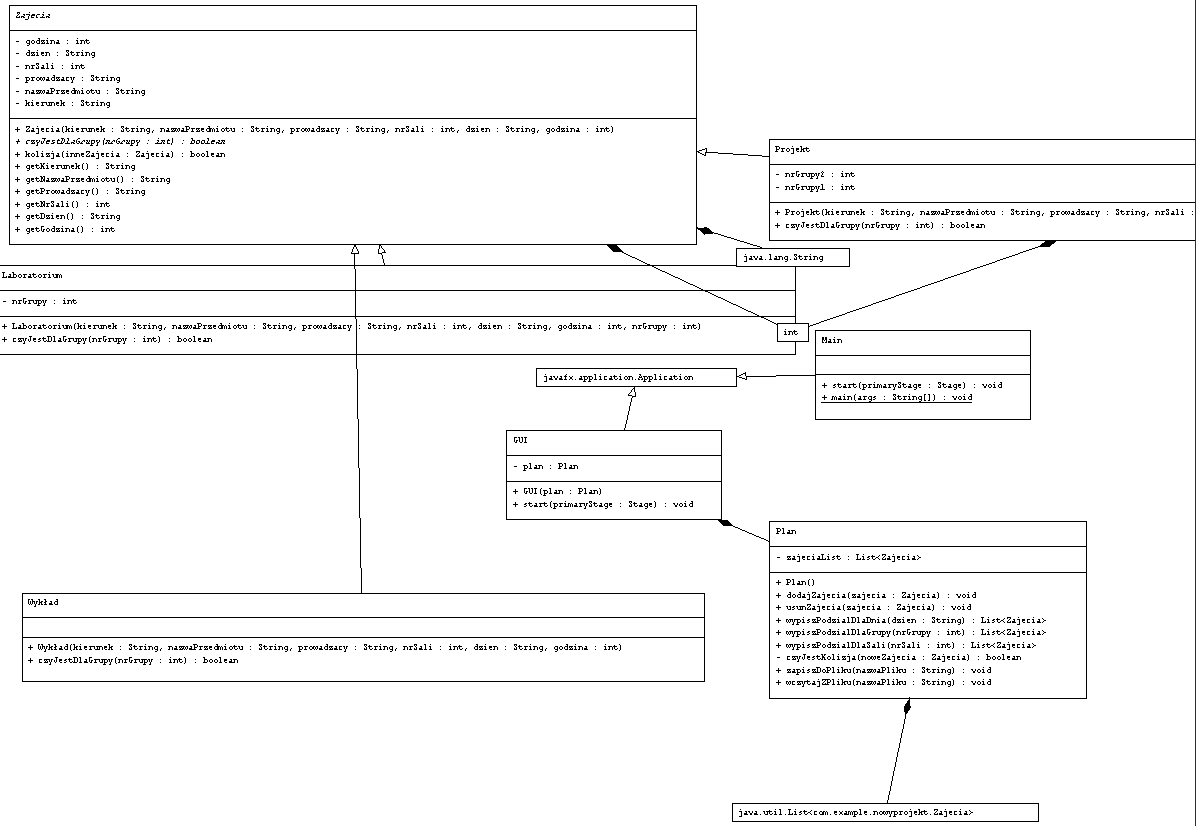 Zajecia
- godzina : int
- dzien : String
- nrSali : int
- prowadzacy : String
- nazwaPrzedmiotu : String
- kierunek : String
+ Zajecia(kierunek : String, nazwaPrzedmiotu : String, prowadzacy : String, nrSali : int, dzien : String, godzina : int)
+ czyJestDlaGrupy(nrGrupy : int) : boolean
+ kolizja(inneZajecia : Zajecia) : boolean
+ getKierunek() : String
+ getNazwaPrzedmiotu() : String
+ getProwadzacy() : String
+ getNrSali() : int
+ getDzien() : String
+ getGodzina() : int
Projekt
- nrGrupy2 : int
- nrGrupy1 : int
+ Projekt(kierunek : String, nazwaPrzedmiotu : String, prowadzacy : String, nrSali :
+ czyJestDlaGrupy(nrGrupy : int) : boolean
java.lang.String
Laboratorium
- nrGrupy : int
+ Laboratorium(kierunek : String, nazwaPrzedmiotu : String, prowadzacy : String, nrSali : int, dzien : String, godzina : int, nrGrupy : int)
+ czyJestDlaGrupy(nrGrupy : int) : boolean
int
Main
+ start(primaryStage : Stage) : void
+ main(args : String[]) : void
javafx.application.Application
GUI
- plan : Plan
+ GUI(plan : Plan)
+ start(primaryStage : Stage) : void
Plan
- zajeciaList : List<Zajecia>
+ Plan()
+ dodajZajecia(zajecia : Zajecia) : void
+ usunZajecia(zajecia : Zajecia) : void
+ wypiszPodzialDlaDnia(dzien : String) : List<Zajecia>
+ wypiszPodzialDlaGrupy(nrGrupy : int) : List<Zajecia>
+ wypiszPodzialDlaSali(nrSali : int) : List<Zajecia>
- czyJestKolizja(noweZajecia : Zajecia) : boolean
+ zapiszDoPliku(nazwaPliku : String) : void
+ wczytajZPliku(nazwaPliku : String) : void
Wykład
+ Wykład(kierunek : String, nazwaPrzedmiotu : String, prowadzacy : String, nrSali : int, dzien : String, godzina : int)
+ czyJestDlaGrupy(nrGrupy : int) : boolean
java.util.List<com.example.nowyprojekt.Zajecia>